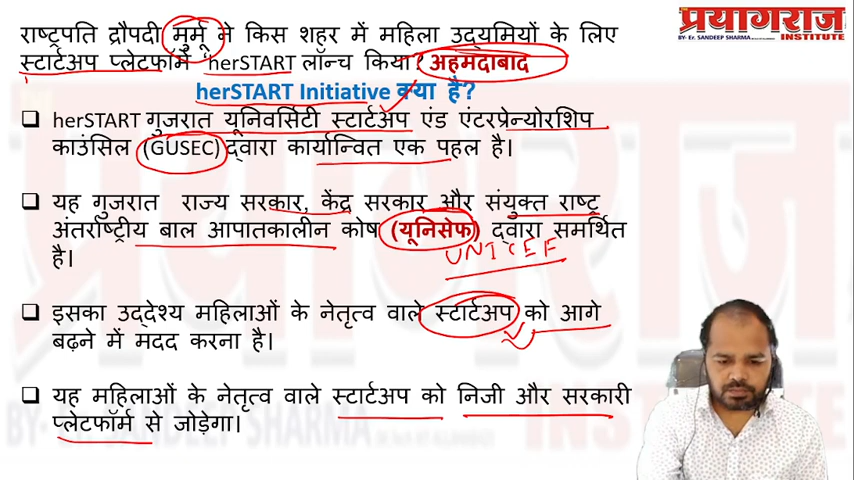 राष्ट्रपति द्रौपदी मुर्मू ने किस शहर में महिला उद्यमियों के लिए
स्टार्टअप प्लेटफॉर्म 'herSTART लॉन्च किया? अहमदाबाद
herSTART Initiative क्या है?
herSTART गुजरात यूनिवर्सिटी स्टार्टअप एंड एंटरप्रेन्योरशिप
काउंसिल (GUSEC) द्वारा कार्यान्वित एक पहल है।
यह गुजरात राज्य सरकार, केंद्र सरकार और संयुक्त राष्ट्र
अंतर्राष्ट्रीय बाल आपातकालीन कोष (यूनिसेफ) द्वारा समर्थित
है।
UNICEF
इसका उद्देश्य महिलाओं के नेतृत्व वाले स्टार्टअप को आगे
बढ़ने में मदद करना है।
यह महिलाओं के नेतृत्व वाले स्टार्टअप को निजी और सरकारी
प्लेटफॉर्म से जोड़ेगा।
प्रयागराज
BY- Er. SANDEEP SHARMA INSTITUTE